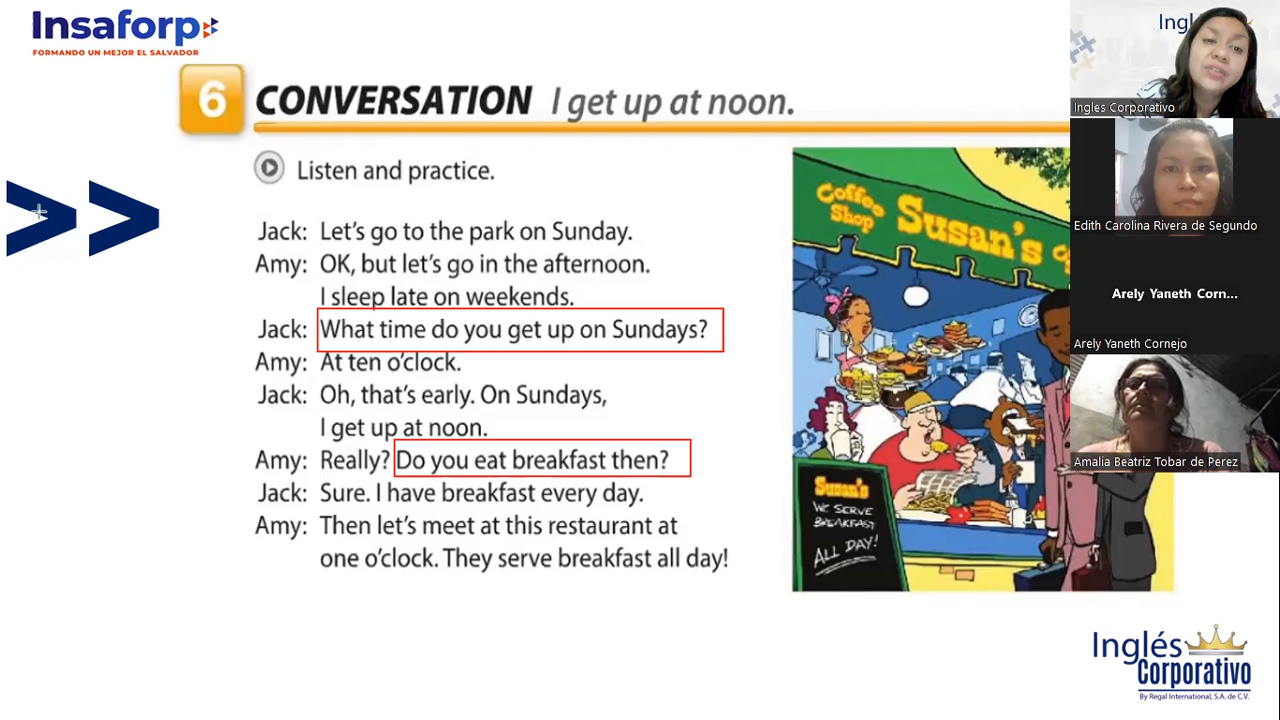 Insaforp
FORMANDO UN MEJOR EL SALVADOR
6 CONVERSATION I get up at noon.
Listen and practice.
Jack: Let's go to the park on Sunday.
Amy: OK, but let's go in the afternoon.
I sleep late on weekends.
Jack: What time do you get up on Sundays?
Amy: At ten o'clock.
Jack: Oh, that's early. On Sundays,
I get up at noon.
Amy: Really? Do you eat breakfast then?
Jack: Sure. I have breakfast every day.
Amy: Then let's meet at this restaurant at
one o'clock. They serve breakfast all day!
Coffee
Shop
Susan's
Susan's
WE SERVE
BREAKFAST
ALL DAY!
Ingles Corporativo
Edith Carolina Rivera de Segundo
Arely Yaneth Corn...
Arely Yaneth Cornejo
Amalia Beatriz Tobar de Perez
Inglés
Corporativo
By Regal International, S.A. de C.V.